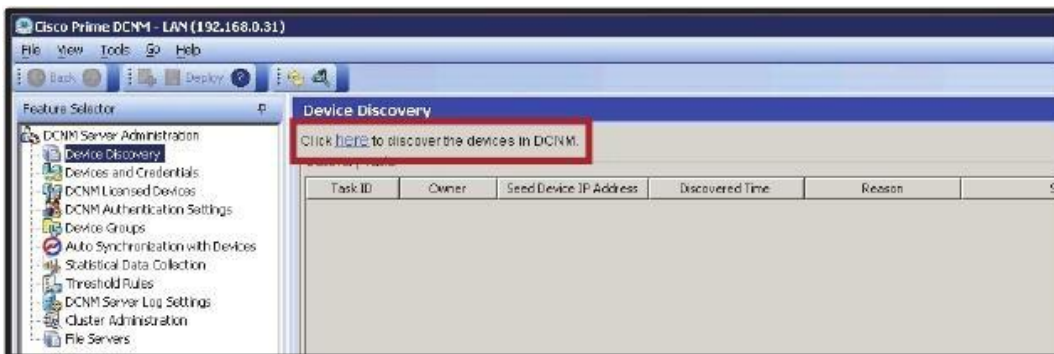 Cisco Prime DCNM - LAN (192.168.0.31)
File View Tools Go Help
Back Deploy
Feature Selector
Device Discovery
DCNM Server Administration
Device Discovery
Devices and Credentials
DCNM Licensed Devices
DCNM Authentication Settings
Device Groups
Auto Synchronization with Devices
Statistical Data Collection
Threshold Rules
DCNM Server Log Settings
Cluster Administration
File Servers
Click here to discover the devices in DCNM.
Task ID Owner Seed Device IP Address Discovered Time Reason S